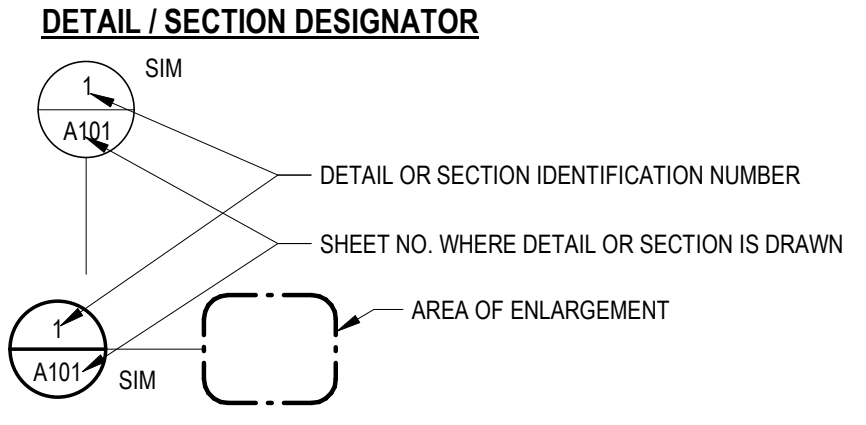 DETAIL / SECTION DESIGNATOR
SIM
1
A101
DETAIL OR SECTION IDENTIFICATION NUMBER
SHEET NO. WHERE DETAIL OR SECTION IS DRAWN
AREA OF ENLARGEMENT
1
A101
SIM